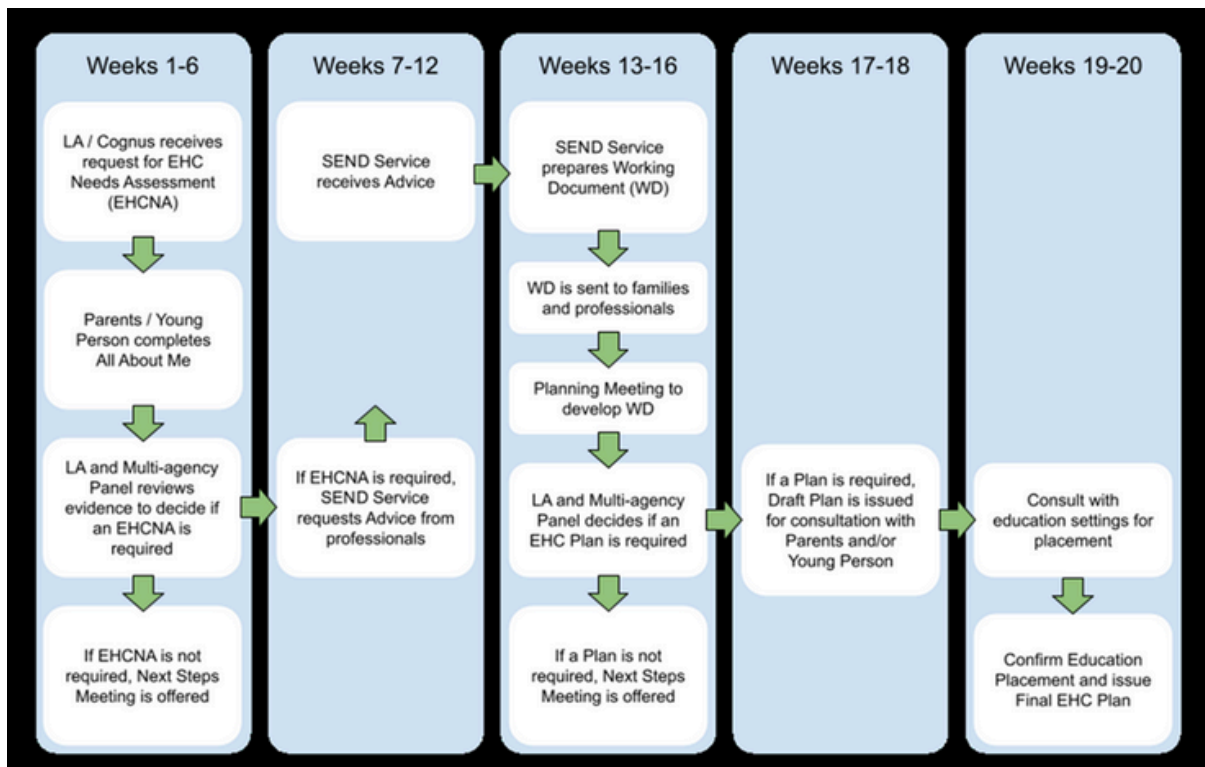 Weeks 1-6
LA / Cognus receives
request for EHC
Needs Assessment
(EHCNA)
Parents / Young
Person completes
All About Me
LA and Multi-agency
Panel reviews
evidence to decide if
an EHCNA is
required
If EHCNA is not
required, Next Steps
Meeting is offered
Weeks 7-12
SEND Service
receives Advice
If EHCNA is required,
SEND Service
requests Advice from
professionals
Weeks 13-16
SEND Service
prepares Working
Document (WD)
WD is sent to families
and professionals
Planning Meeting to
develop WD
LA and Multi-agency
Panel decides if an
EHC Plan is required
If a Plan is not
required, Next Steps
Meeting is offered
Weeks 17-18
If a Plan is required,
Draft Plan is issued
for consultation with
Parents and/or
Young Person
Weeks 19-20
Consult with
education settings for
placement
Confirm Education
Placement and issue
Final EHC Plan